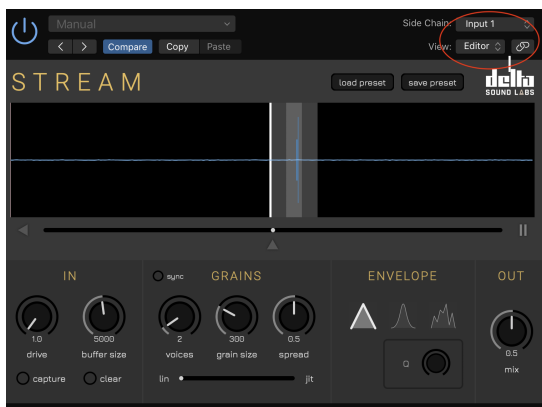 Manual
Side Chain: Input 1
Compare Copy Paste
View: Editor
STREAM
load preset save preset
delta
SOUND LABS
IN
sync GRAINS
ENVELOPE
OUT
1.0 5000
2 300 0.5
drive buffer size
voices grain size spread
Q
0.5
mix
capture clear
lin jit